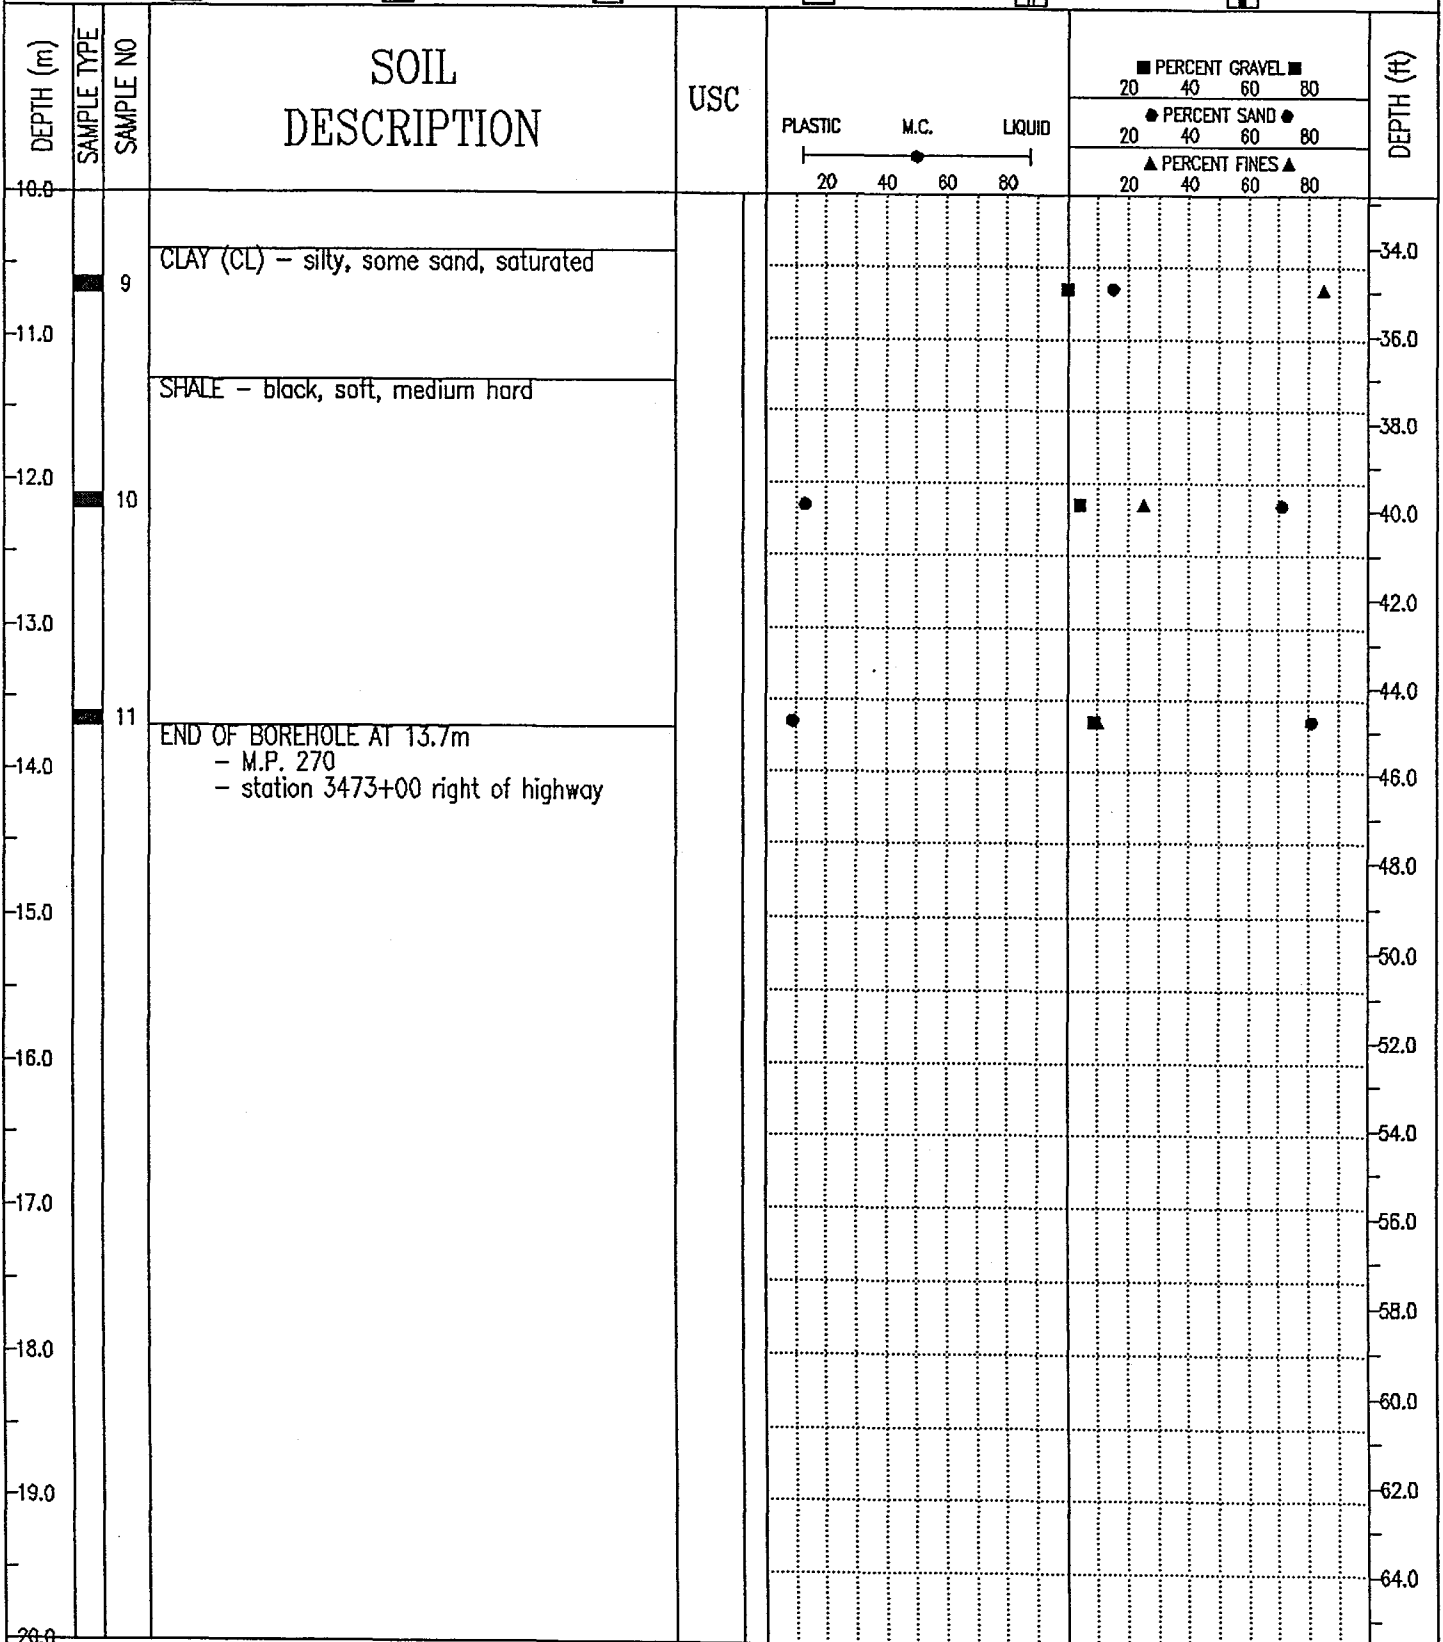 DEPTH (m)
SAMPLE TYPE
SAMPLE NO
SOIL
DESCRIPTION
USC
PLASTIC M.C. LIQUID
20 40 60 80
■ PERCENT GRAVEL ■
20 40 60 80
● PERCENT SAND ●
20 40 60 80
▲ PERCENT FINES ▲
20 40 60 80
DEPTH (ft)
10.0
CLAY (CL) – silty, some sand, saturated
9
34.0
11.0
36.0
SHALE – black, soft, medium hard
38.0
12.0
10
40.0
42.0
13.0
44.0
11
END OF BOREHOLE AT 13.7m
– M.P. 270
14.0
46.0
– station 3473+00 right of highway
48.0
15.0
50.0
16.0
52.0
54.0
17.0
56.0
58.0
18.0
60.0
19.0
62.0
64.0
20.0